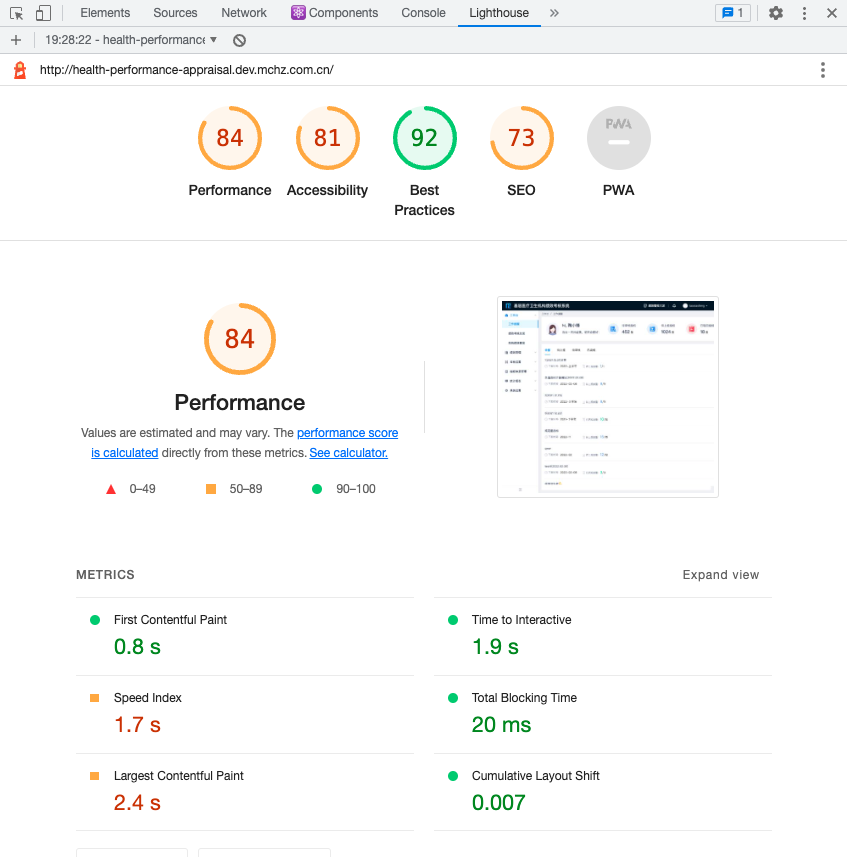 Elements Sources Network Components Console Lighthouse 1
19:28:22 - health-performance
http://health-performance-appraisal.dev.mchz.com.cn/
84 81 92 73 PWA
Performance Accessibility Best Practices SEO PWA
84
Performance
Values are estimated and may vary. The performance score
is calculated directly from these metrics. See calculator.
0–49 50–89 90–100
METRICS Expand view
First Contentful Paint
0.8 s
Time to Interactive
1.9 s
Speed Index
1.7 s
Total Blocking Time
20 ms
Largest Contentful Paint
2.4 s
Cumulative Layout Shift
0.007